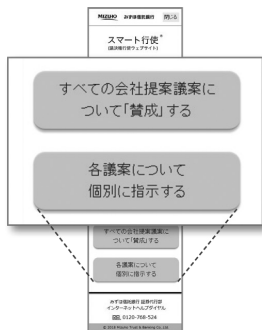 MIZUHO みずほ信託銀行 閉じる
スマート行使®
(議決権行使ウェブサイト)
すべての会社提案議案に
ついて「賛成」する
各議案について
個別に指示する
すべての会社提案議案に
ついて「賛成」する
各議案について
個別に指示する
みずほ信託銀行 証券代行部
インターネットヘルプダイヤル
0120-768-524
© 2018 Mizuho Trust & Banking Co., Ltd.